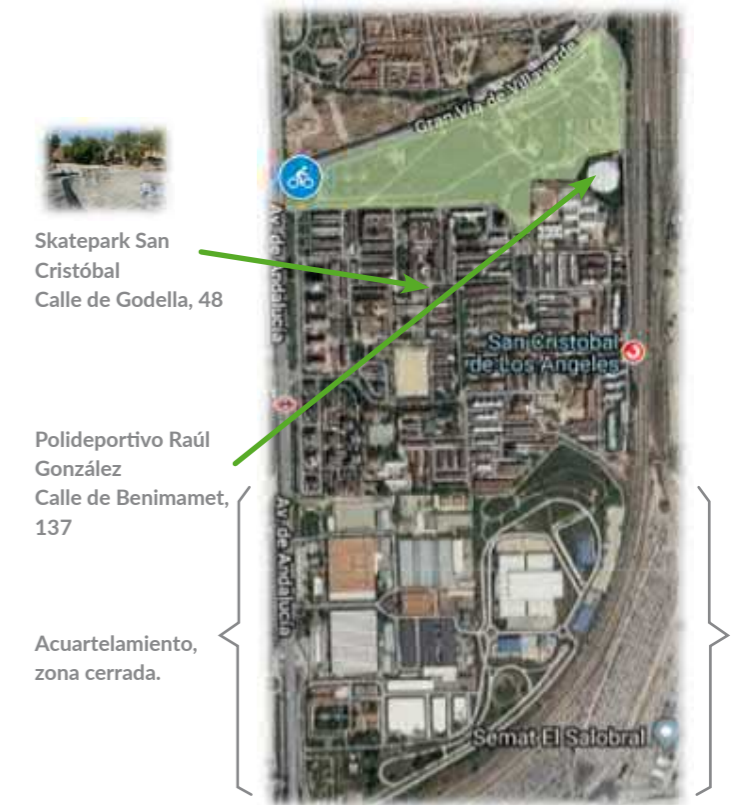 Gran Vía de Villaverde
Skatepark San
Cristóbal
Calle de Godella, 48
Av. de Andalucía
San Cristobal
de Los Angeles
Polideportivo Raúl
González
Calle de Benimamet,
137
Av. de Andalucía
Acuartelamiento,
zona cerrada.
Semat El Salobral